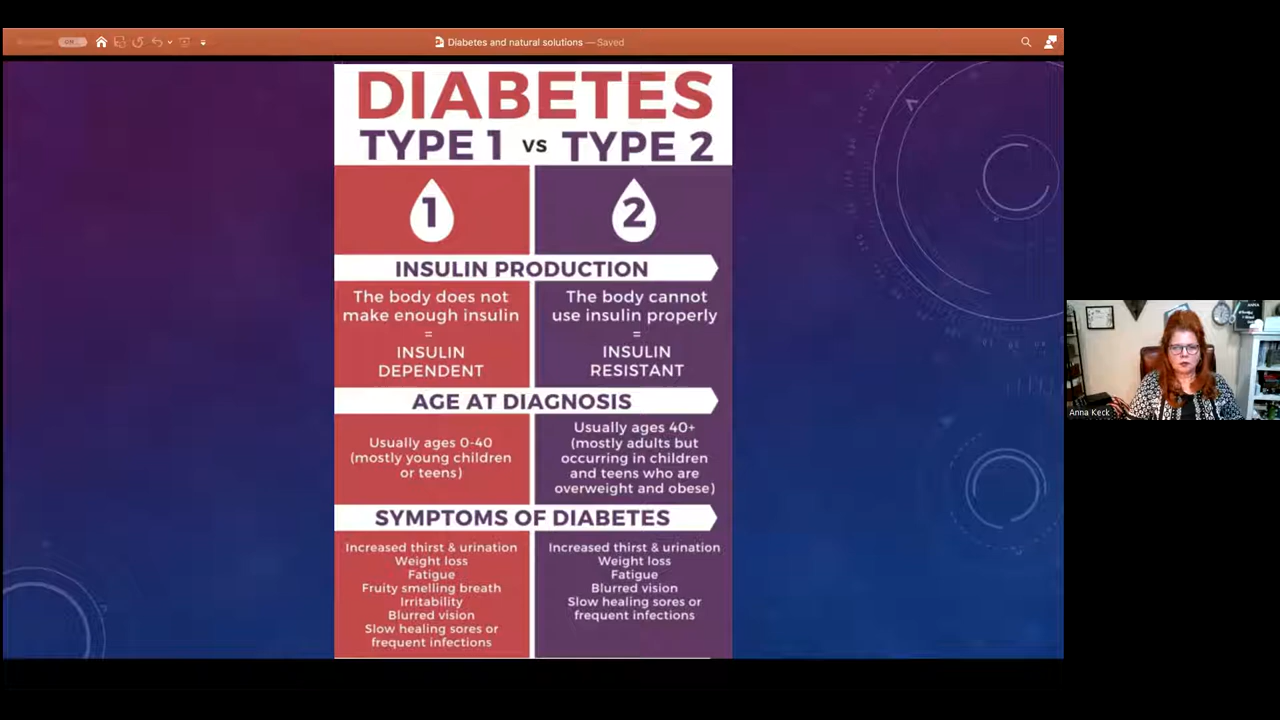 Diabetes and natural solutions — Saved
DIABETES
TYPE 1 vs TYPE 2
1
2
INSULIN PRODUCTION
The body does not
make enough insulin
=
INSULIN
DEPENDENT
The body cannot
use insulin properly
=
INSULIN
RESISTANT
AGE AT DIAGNOSIS
Usually ages 0-40
(mostly young children
or teens)
Usually ages 40+
(mostly adults but
occurring in children
and teens who are
overweight and obese)
SYMPTOMS OF DIABETES
Increased thirst & urination
Weight loss
Fatigue
Fruity smelling breath
Irritability
Blurred vision
Slow healing sores or
frequent infections
Increased thirst & urination
Weight loss
Fatigue
Blurred vision
Slow healing sores or
frequent infections
Anna Keck